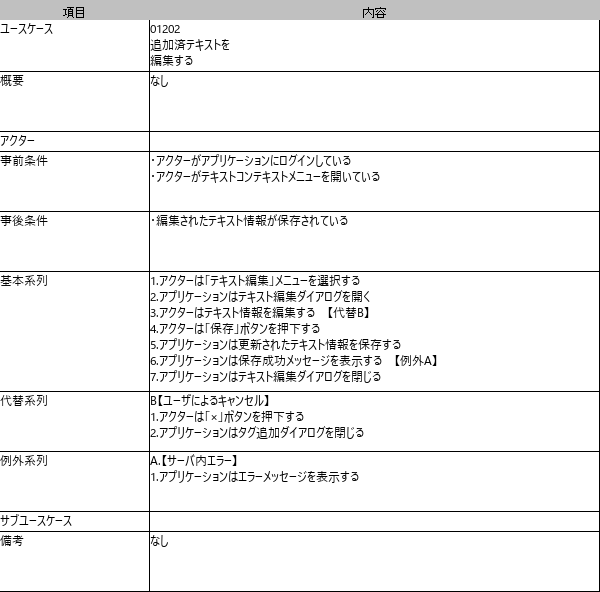 項目 内容
ユースケース 01202
追加済テキストを
編集する
概要 なし
アクター
事前条件 ・アクターがアプリケーションにログインしている
・アクターがテキストコンテキストメニューを開いている
事後条件 ・編集されたテキスト情報が保存されている
基本系列 1.アクターは「テキスト編集」メニューを選択する
2.アプリケーションはテキスト編集ダイアログを開く
3.アクターはテキスト情報を編集する 【代替B】
4.アクターは「保存」ボタンを押下する
5.アプリケーションは更新されたテキスト情報を保存する
6.アプリケーションは保存成功メッセージを表示する 【例外A】
7.アプリケーションはテキスト編集ダイアログを閉じる
代替系列 B【ユーザによるキャンセル】
1.アクターは「×」ボタンを押下する
2.アプリケーションはタグ追加ダイアログを閉じる
例外系列 A.【サーバ内エラー】
1.アプリケーションはエラーメッセージを表示する
サブユースケース
備考 なし